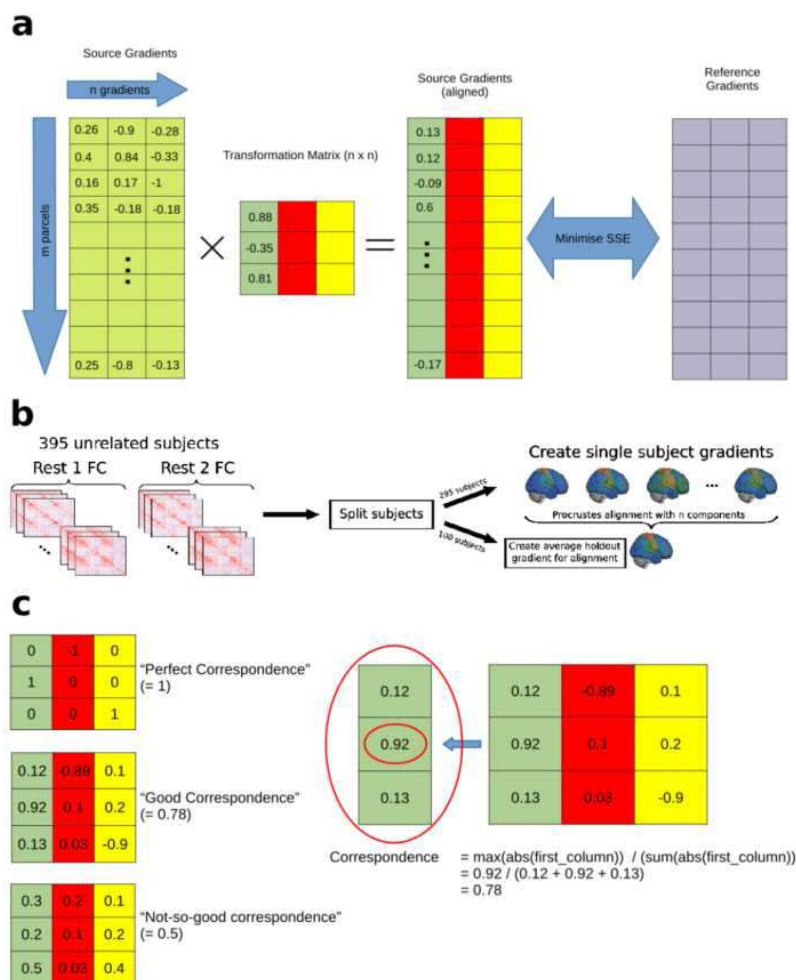 a
Source Gradients
n gradients
m parcels
0.26 -0.9 -0.28
0.4 0.84 -0.33
0.16 0.17 -1
0.35 -0.18 -0.18
0.25 -0.8 -0.13
×
Transformation Matrix (n x n)
0.88
-0.35
0.81
=
Source Gradients
(aligned)
0.13
0.12
-0.09
0.6
-0.17
Minimise SSE
Reference
Gradients
b
395 unrelated subjects
Rest 1 FC
Rest 2 FC
Split subjects
295 subjects
100 subjects
Create single subject gradients
...
Procrustes alignment with n components
Create average holdout
gradient for alignment
c
0 -1 0
1 0 0
0 0 1
"Perfect Correspondence"
(= 1)
0.12 -0.89 0.1
0.92 0.1 0.2
0.13 0.03 -0.9
"Good Correspondence"
(= 0.78)
0.3 0.2 0.1
0.2 0.1 0.2
0.5 0.03 0.4
"Not-so-good correspondence"
(= 0.5)
0.12
0.92
0.13
0.12 -0.89 0.1
0.92 0.1 0.2
0.13 0.03 -0.9
Correspondence = max(abs(first_column)) / (sum(abs(first_column))
= 0.92 / (0.12 + 0.92 + 0.13)
= 0.78